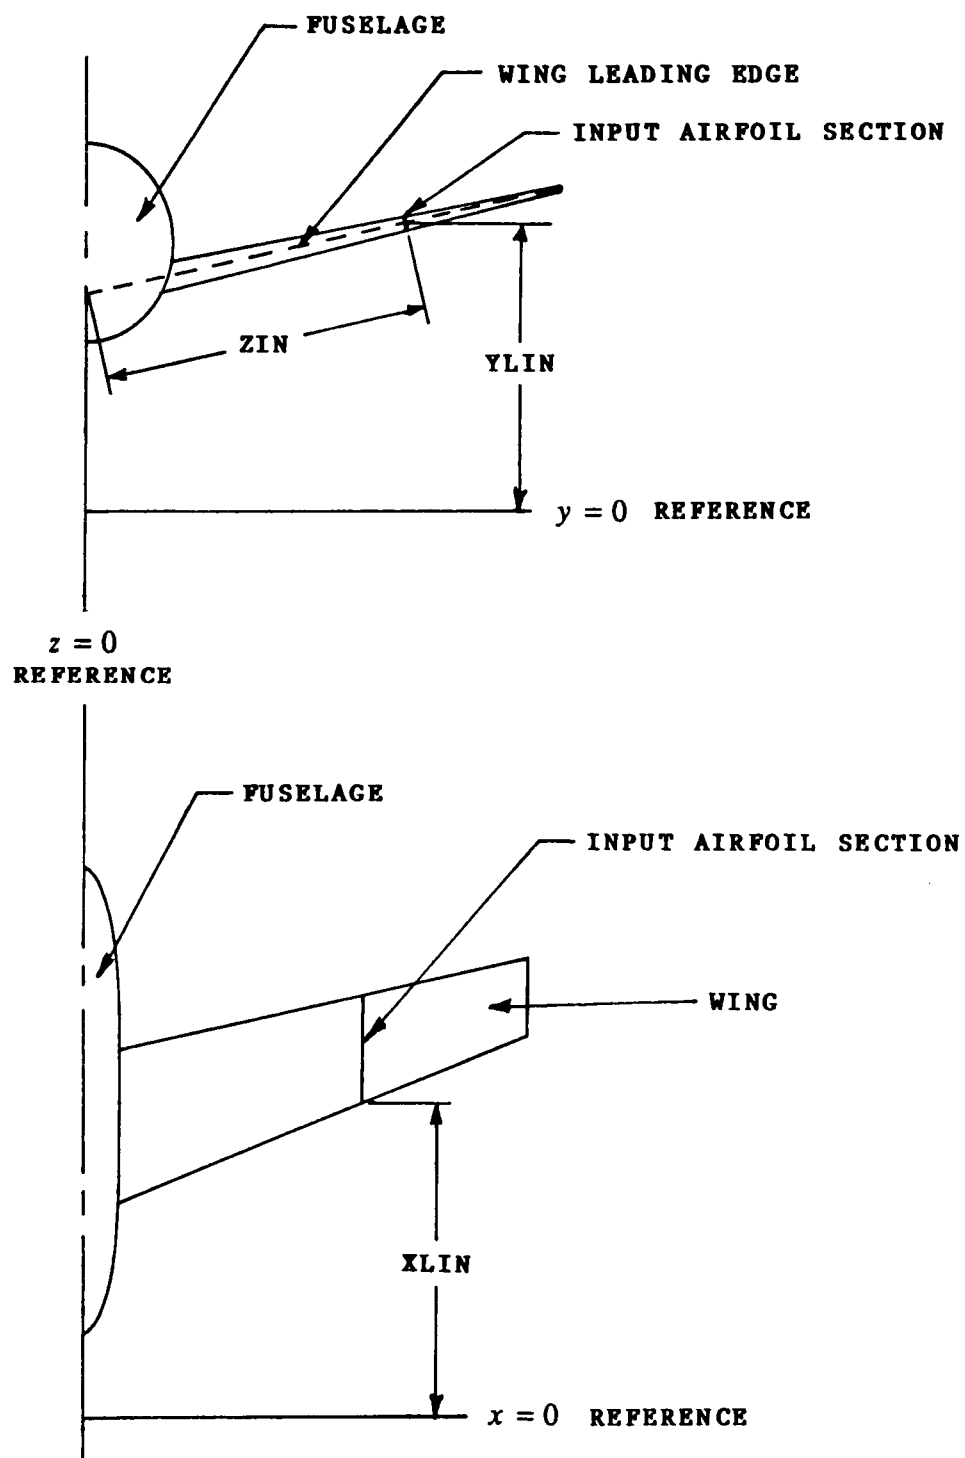 FUSELAGE
WING LEADING EDGE
INPUT AIRFOIL SECTION
ZIN
YLIN
y = 0 REFERENCE
z = 0
REFERENCE
FUSELAGE
INPUT AIRFOIL SECTION
WING
XLIN
x = 0 REFERENCE